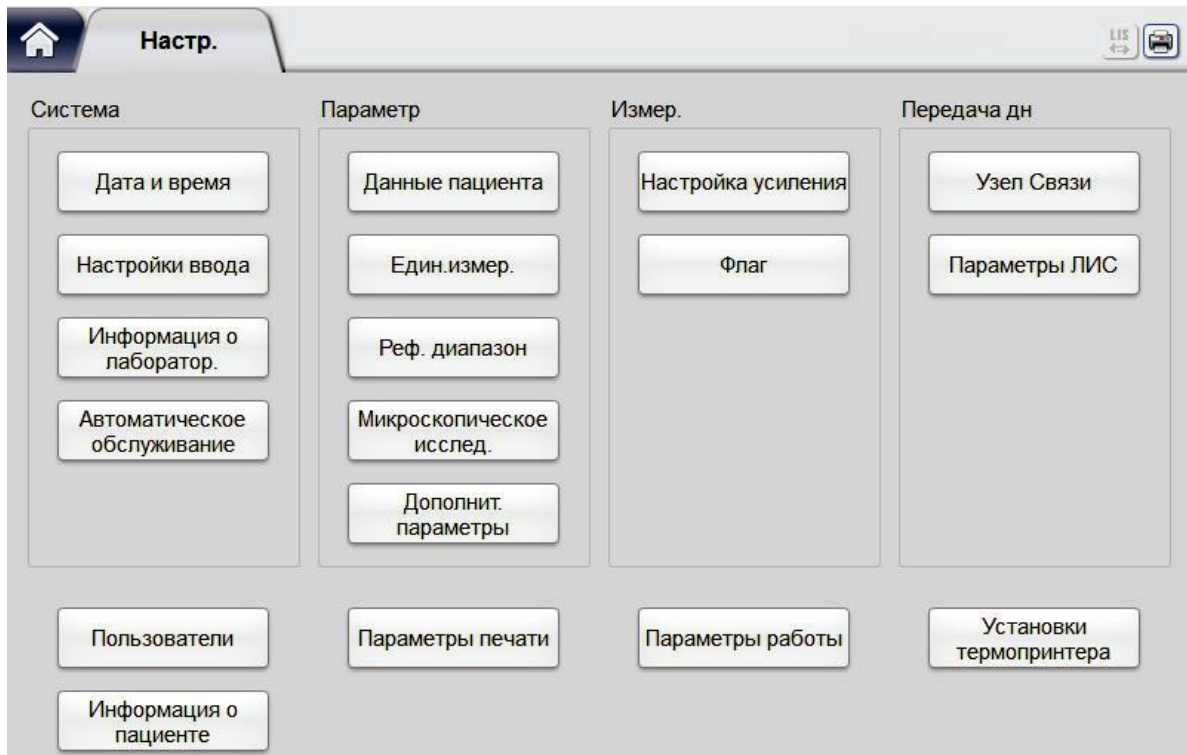 Настр.
LIS
Система
Дата и время
Настройки ввода
Информация о
лаборатор.
Автоматическое
обслуживание
Параметр
Данные пациента
Един.измер.
Реф. диапазон
Микроскопическое
исслед.
Дополнит.
параметры
Измер.
Настройка усиления
Флаг
Передача дн
Узел Связи
Параметры ЛИС
Пользователи
Параметры печати
Параметры работы
Установки
термопринтера
Информация о
пациенте